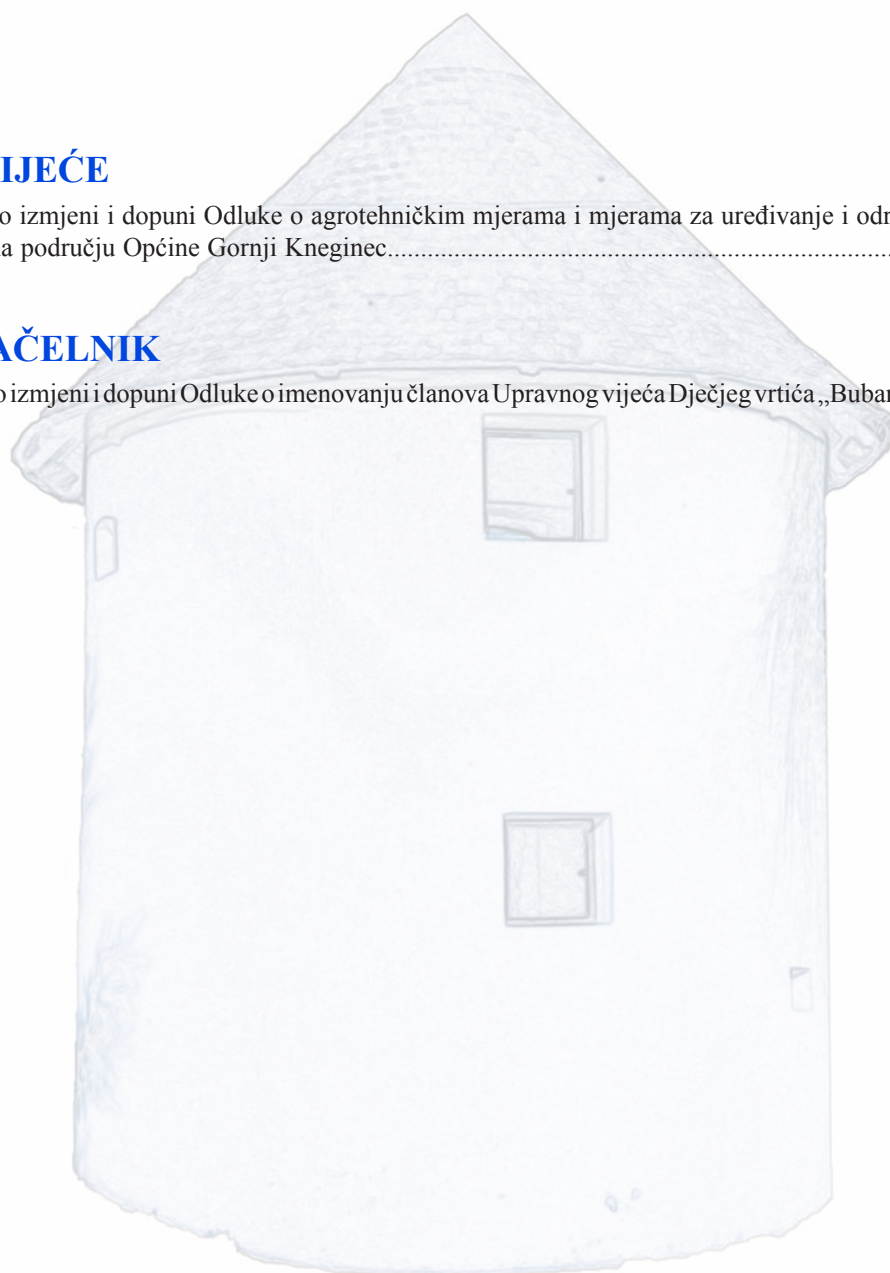 IJEĆE
o izmjeni i dopuni Odluke o agrotehničkim mjerama i mjerama za uređivanje i odr
a području Općine Gornji Kneginec....................................................................................
AČELNIK
o izmjeni i dopuni Odluke o imenovanju članova Upravnog vijeća Dječjeg vrtića „Bubam